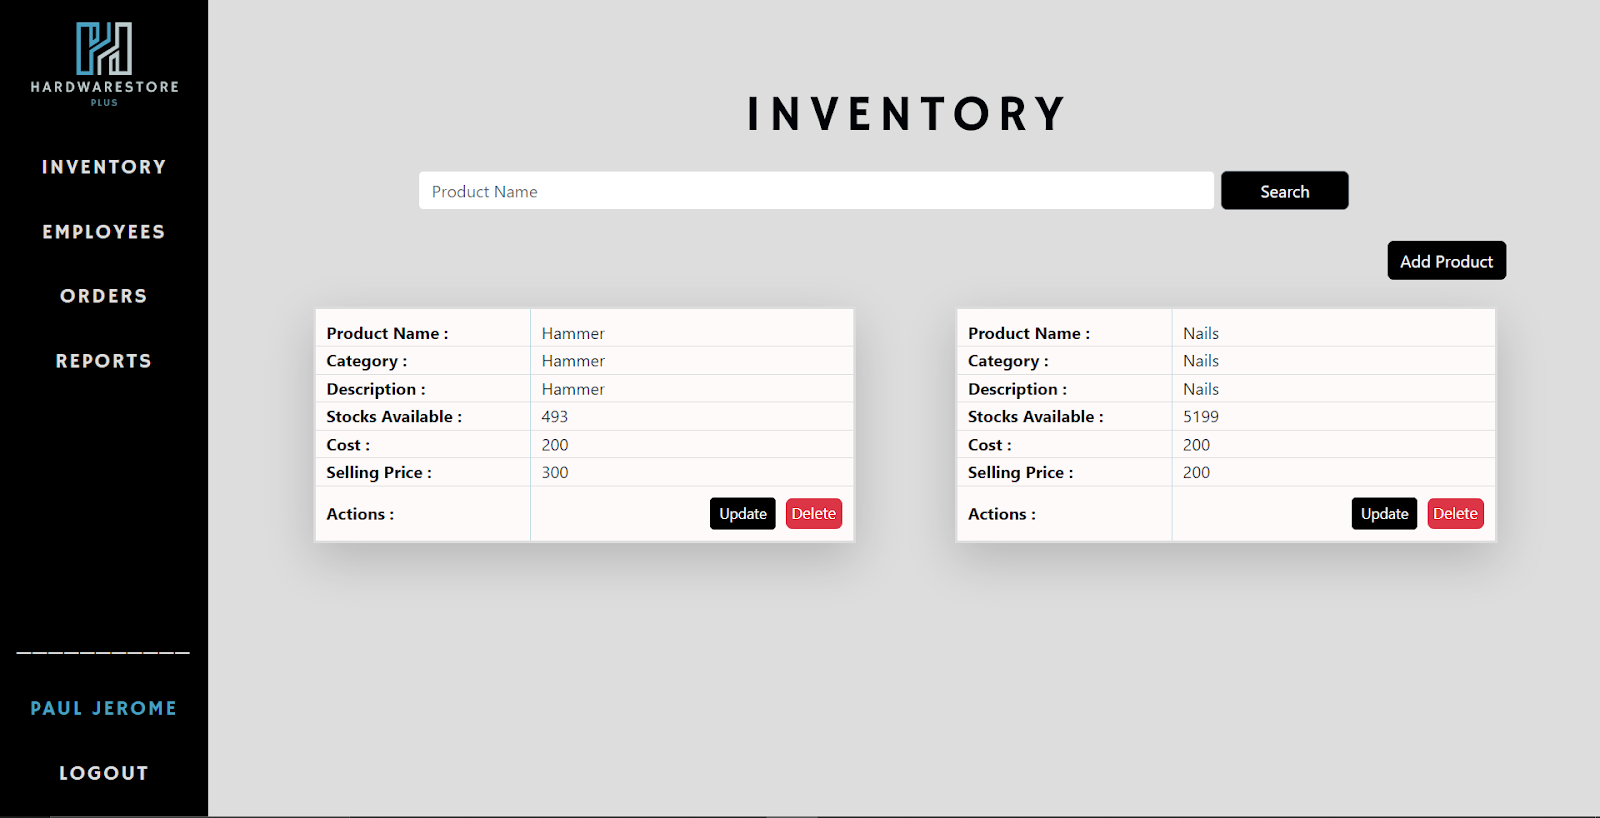 HARDWARESTORE
PLUS
INVENTORY
EMPLOYEES
ORDERS
REPORTS
___________
PAUL JEROME
LOGOUT
INVENTORY
Product Name
Search
Add Product
Product Name : Hammer
Category : Hammer
Description : Hammer
Stocks Available : 493
Cost : 200
Selling Price : 300
Actions : Update Delete
Product Name : Nails
Category : Nails
Description : Nails
Stocks Available : 5199
Cost : 200
Selling Price : 200
Actions : Update Delete